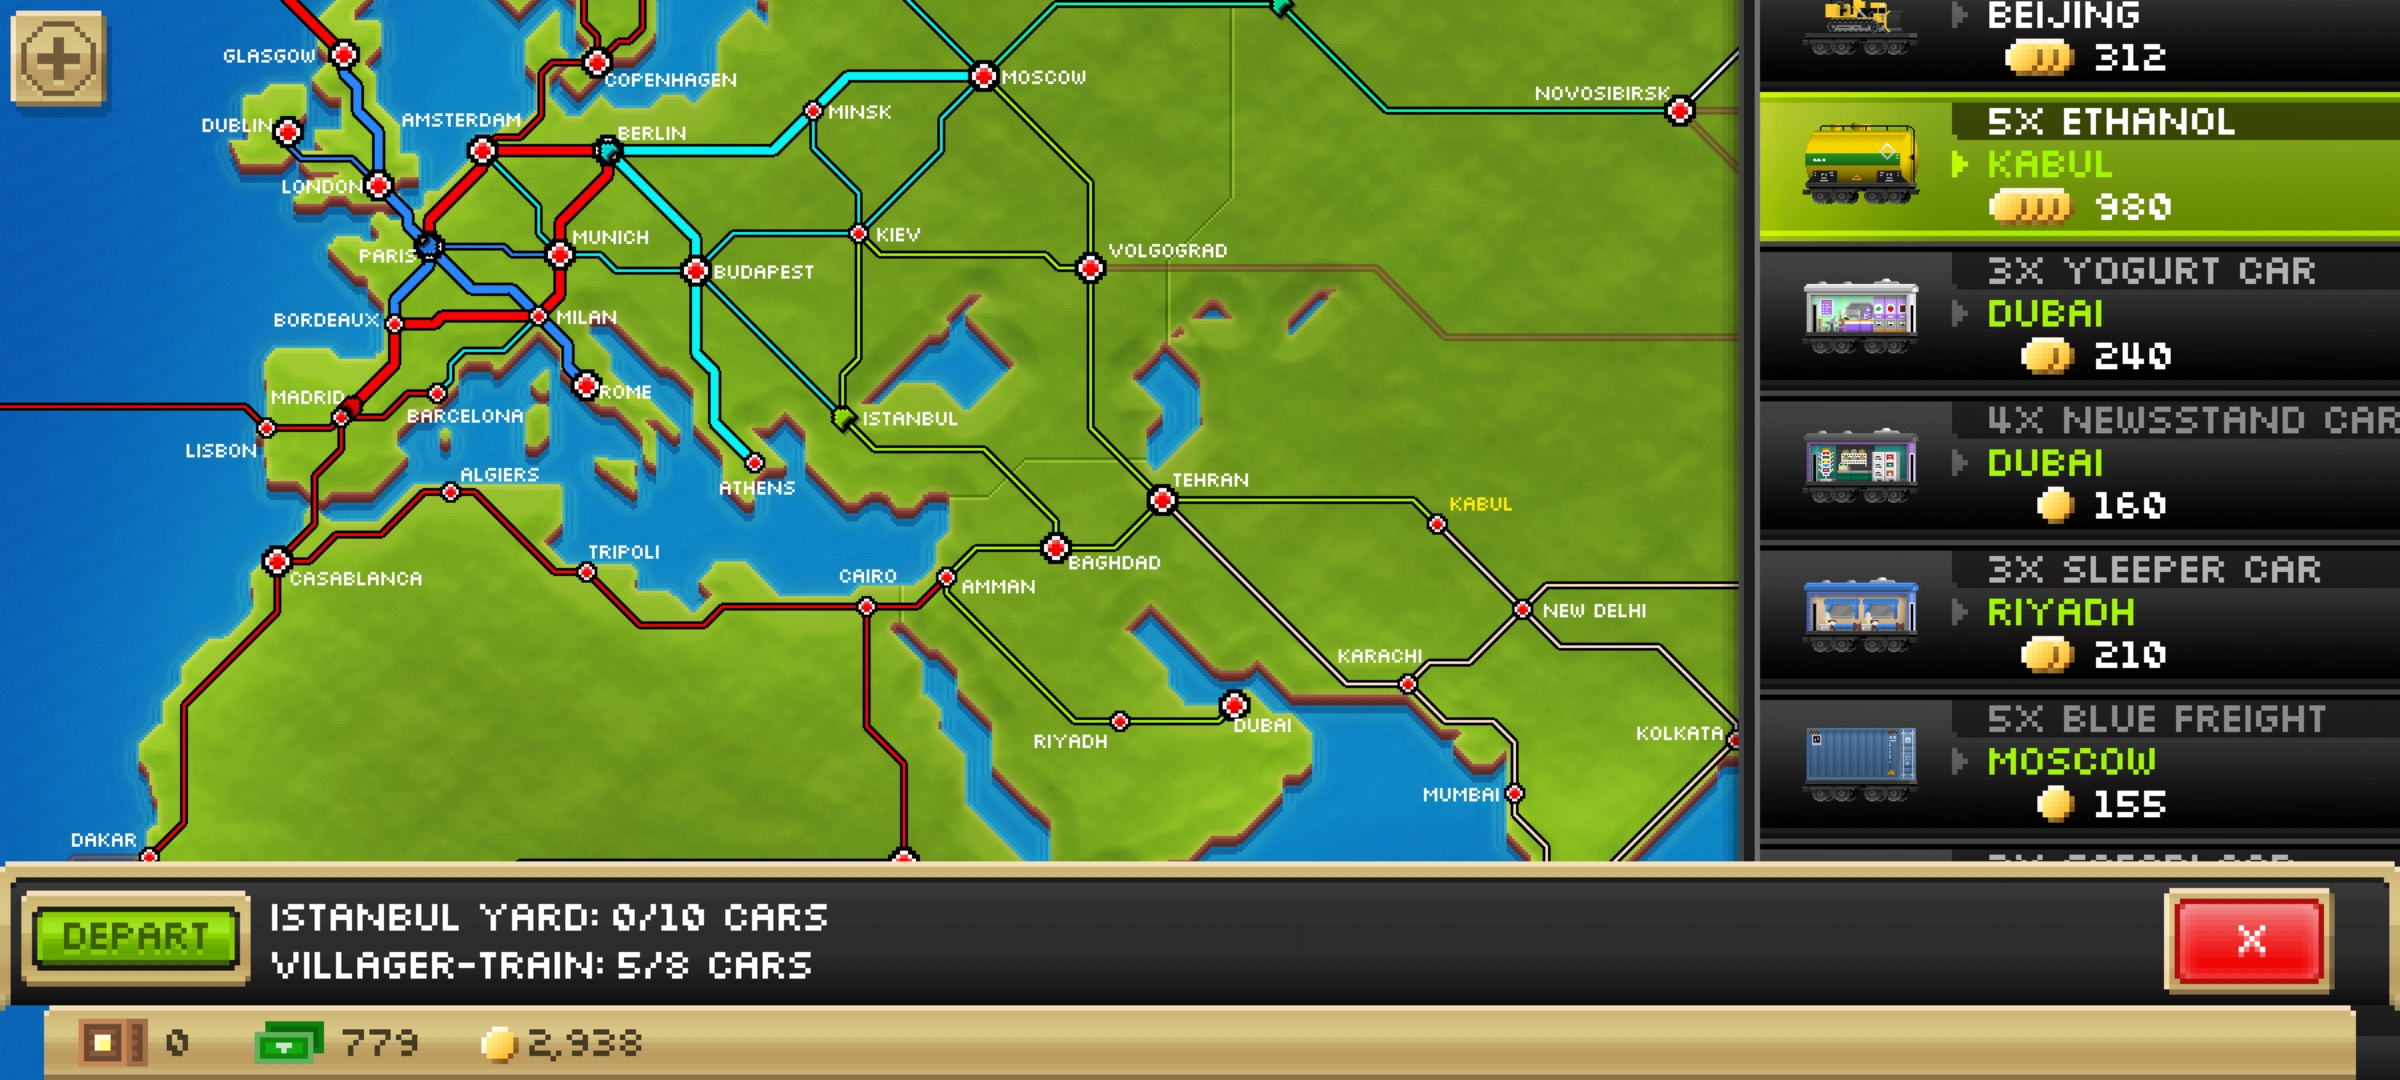 GLASGOW
COPENHAGEN
DUBLIN
AMSTERDAM
BERLIN
MINSK
MOSCOW
NOVOSIBIRSK
LONDON
PARIS
MUNICH
BUDAPEST
KIEV
VOLGOGRAD
BORDEAUX
MILAN
MADRID
BARCELONA
ROME
ISTANBUL
LISBON
ALGIERS
ATHENS
TEHRAN
KABUL
CASABLANCA
TRIPOLI
CAIRO
AMMAN
BAGHDAD
NEW DELHI
KARACHI
RIYADH
DUBAI
KOLKATA
MUMBAI
DAKAR
BEIJING
312
5X ETHANOL
KABUL
980
3X YOGURT CAR
DUBAI
240
4X NEWSSTAND CAR
DUBAI
160
3X SLEEPER CAR
RIYADH
210
5X BLUE FREIGHT
MOSCOW
155
DEPART
ISTANBUL YARD: 0/10 CARS
VILLAGER-TRAIN: 5/8 CARS
X
0
779
2,938